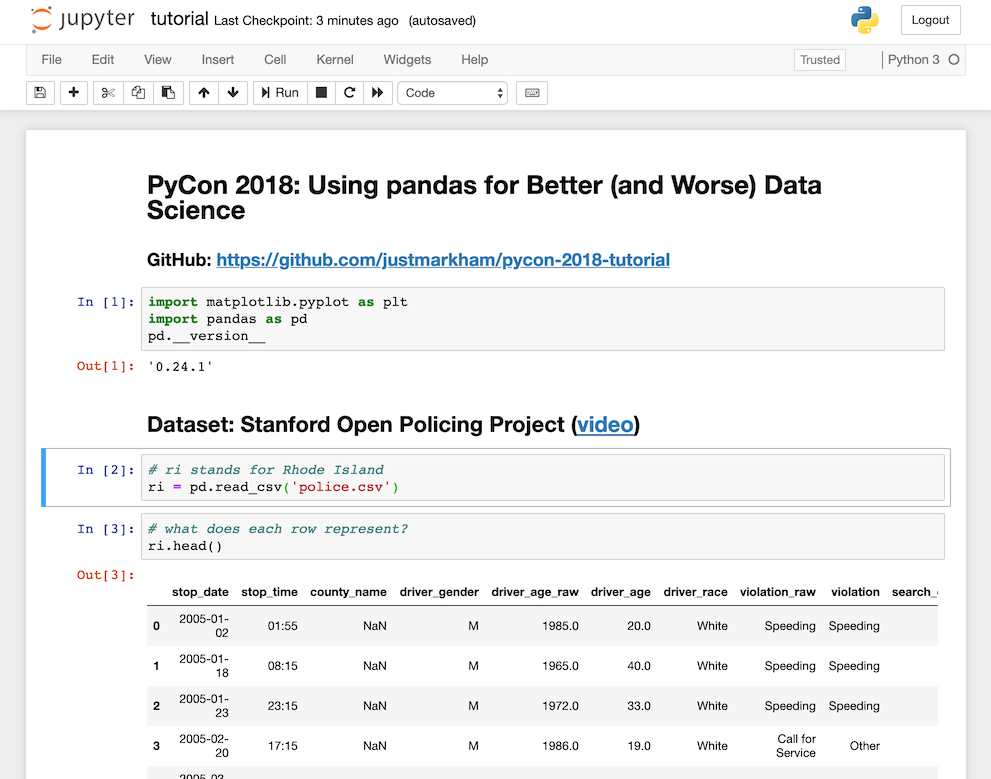 jupyter tutorial Last Checkpoint: 3 minutes ago (autosaved) Logout
File Edit View Insert Cell Kernel Widgets Help Trusted Python 3
Run Code
PyCon 2018: Using pandas for Better (and Worse) Data
Science
GitHub: https://github.com/justmarkham/pycon-2018-tutorial
In [1]: import matplotlib.pyplot as plt
import pandas as pd
pd.__version__
Out[1]: '0.24.1'
Dataset: Stanford Open Policing Project (video)
In [2]: # ri stands for Rhode Island
ri = pd.read_csv('police.csv')
In [3]: # what does each row represent?
ri.head()
Out[3]:
stop_date stop_time county_name driver_gender driver_age_raw driver_age driver_race violation_raw violation search_
0 2005-01-02 01:55 NaN M 1985.0 20.0 White Speeding Speeding
1 2005-01-18 08:15 NaN M 1965.0 40.0 White Speeding Speeding
2 2005-01-23 23:15 NaN M 1972.0 33.0 White Speeding Speeding
3 2005-02-20 17:15 NaN M 1986.0 19.0 White Call for Service Other
2005-03-